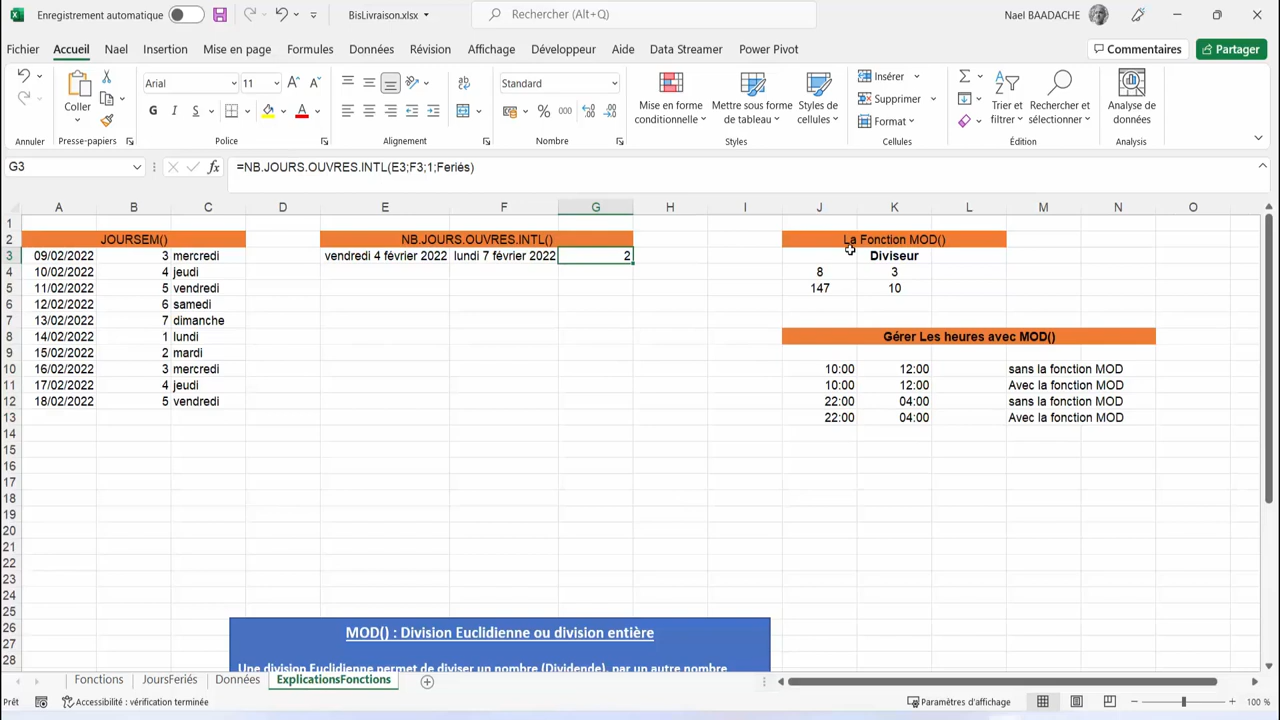 Enregistrement automatique
BisLivraison.xlsx
Rechercher (Alt+Q)
Nael BAADACHE
Fichier Accueil Nael Insertion Mise en page Formules Données Révision Affichage Développeur Aide Data Streamer Power Pivot Commentaires Partager
Coller
Arial 11
G I S
Standard
% 000
Mise en forme conditionnelle
Mettre sous forme de tableau
Styles de cellules
Insérer
Supprimer
Format
Trier et filtrer
Rechercher et sélectionner
Analyse de données
Annuler Presse-papiers Police Alignement Nombre Styles Cellules Édition Analysis
G3 fx =NB.JOURS.OUVRES.INTL(E3;F3;1;Feriés)
A B C D E F G H I J K L M N O
1
2 JOURSEM() NB.JOURS.OUVRES.INTL() La Fonction MOD()
3 09/02/2022 3 mercredi vendredi 4 février 2022 lundi 7 février 2022 2 Diviseur
4 10/02/2022 4 jeudi 8 3
5 11/02/2022 5 vendredi 147 10
6 12/02/2022 6 samedi
7 13/02/2022 7 dimanche
8 14/02/2022 1 lundi Gérer Les heures avec MOD()
9 15/02/2022 2 mardi
10 16/02/2022 3 mercredi 10:00 12:00 sans la fonction MOD
11 17/02/2022 4 jeudi 10:00 12:00 Avec la fonction MOD
12 18/02/2022 5 vendredi 22:00 04:00 sans la fonction MOD
13 22:00 04:00 Avec la fonction MOD
14
15
16
17
18
19
20
21
22
23
24
25
26 MOD() : Division Euclidienne ou division entière
27
28 Une division Euclidienne permet de diviser un nombre (Dividende), par un autre nombre
Fonctions JoursFeriés Données ExplicationsFonctions
Prêt Accessibilité : vérification terminée Paramètres d'affichage 100 %